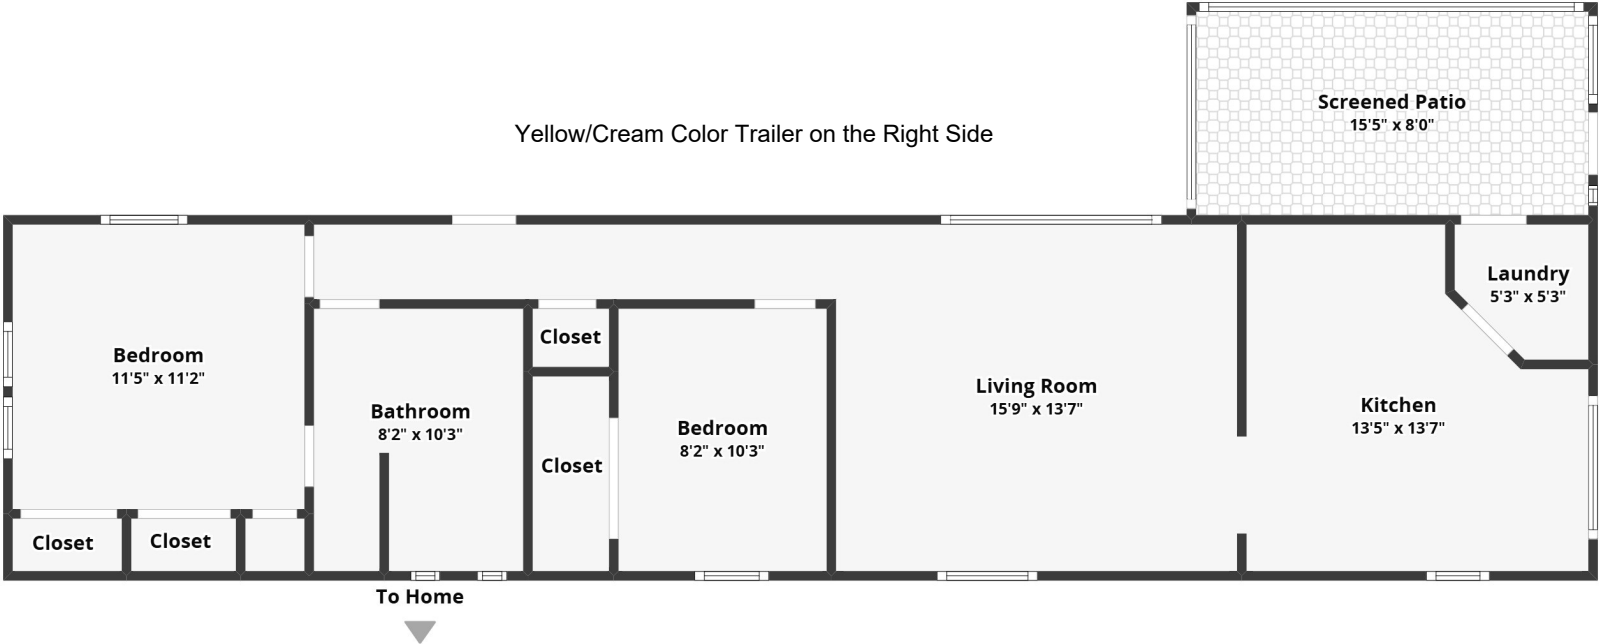 Screened Patio
15'5" x 8'0"
Yellow/Cream Color Trailer on the Right Side
Laundry
5'3" x 5'3"
Closet
Bedroom
11'5" x 11'2"
Living Room
15'9" x 13'7"
Kitchen
13'5" x 13'7"
Bathroom
8'2" x 10'3"
Bedroom
8'2" x 10'3"
Closet
Closet
Closet
To Home